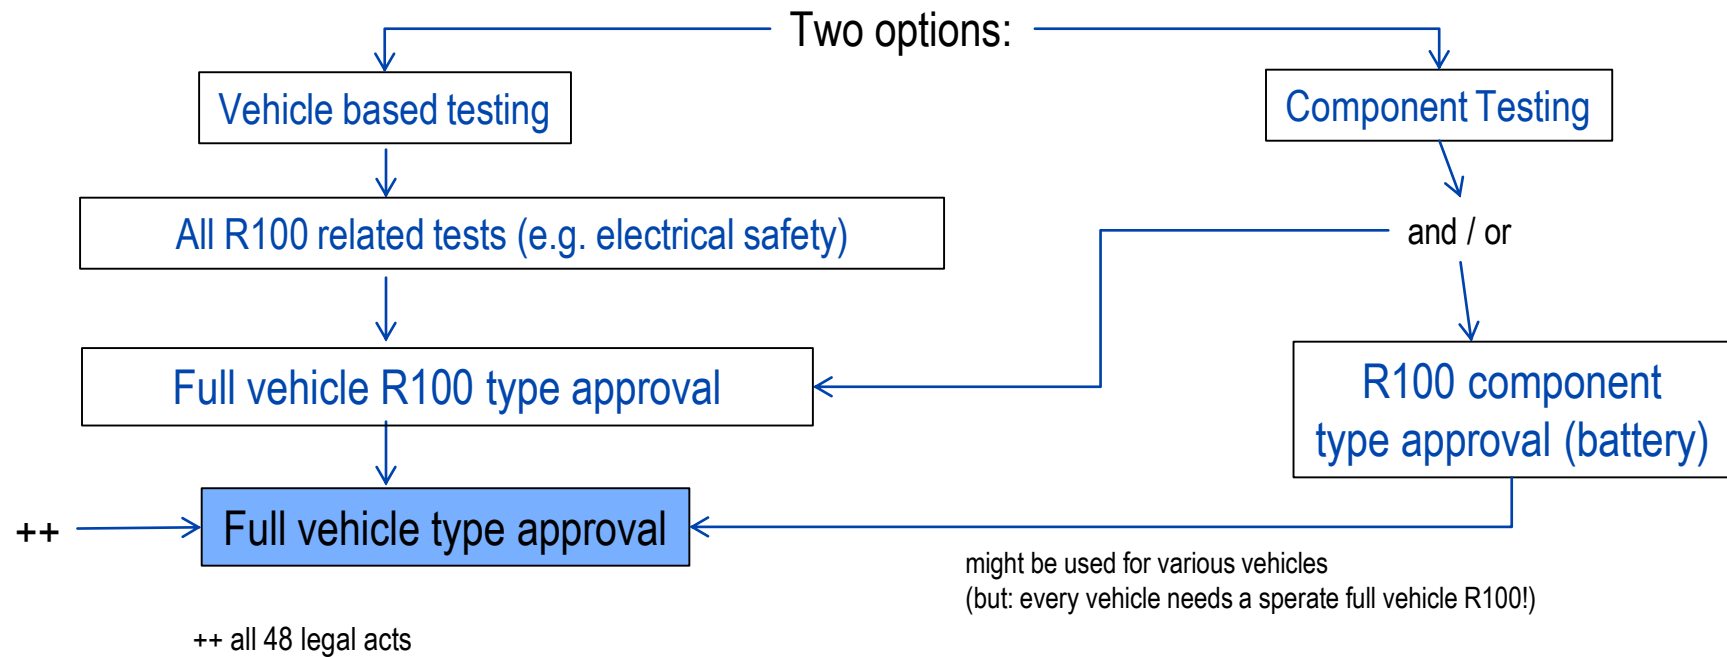 Two options:
Vehicle based testing
Component Testing
All R100 related tests (e.g. electrical safety)
and / or
Full vehicle R100 type approval
R100 component
type approval (battery)
++
Full vehicle type approval
might be used for various vehicles
(but: every vehicle needs a sperate full vehicle R100!)
++ all 48 legal acts